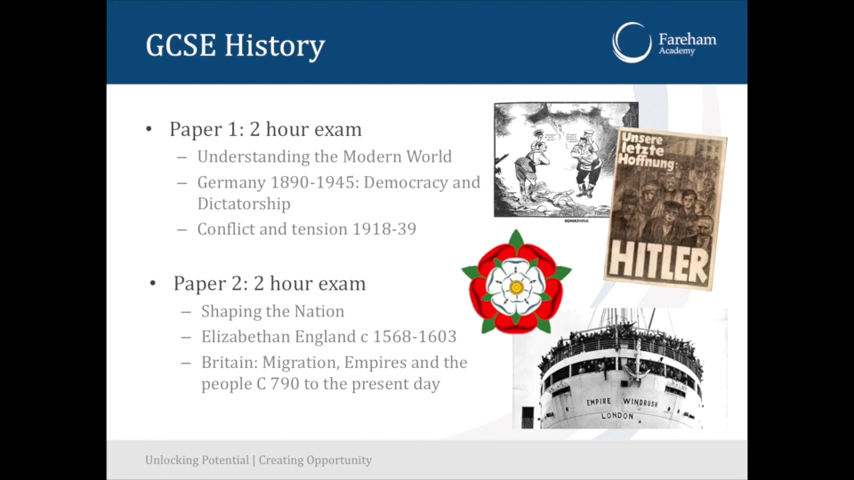 GCSE History
Fareham
Academy
• Paper 1: 2 hour exam
– Understanding the Modern World
– Germany 1890-1945: Democracy and
Dictatorship
– Conflict and tension 1918-39
Unsere
letzte
Hoffnung:
HITLER
• Paper 2: 2 hour exam
– Shaping the Nation
– Elizabethan England c 1568-1603
– Britain: Migration, Empires and the
people C 790 to the present day
EMPIRE WINDRUSH
LONDON
Unlocking Potential | Creating Opportunity